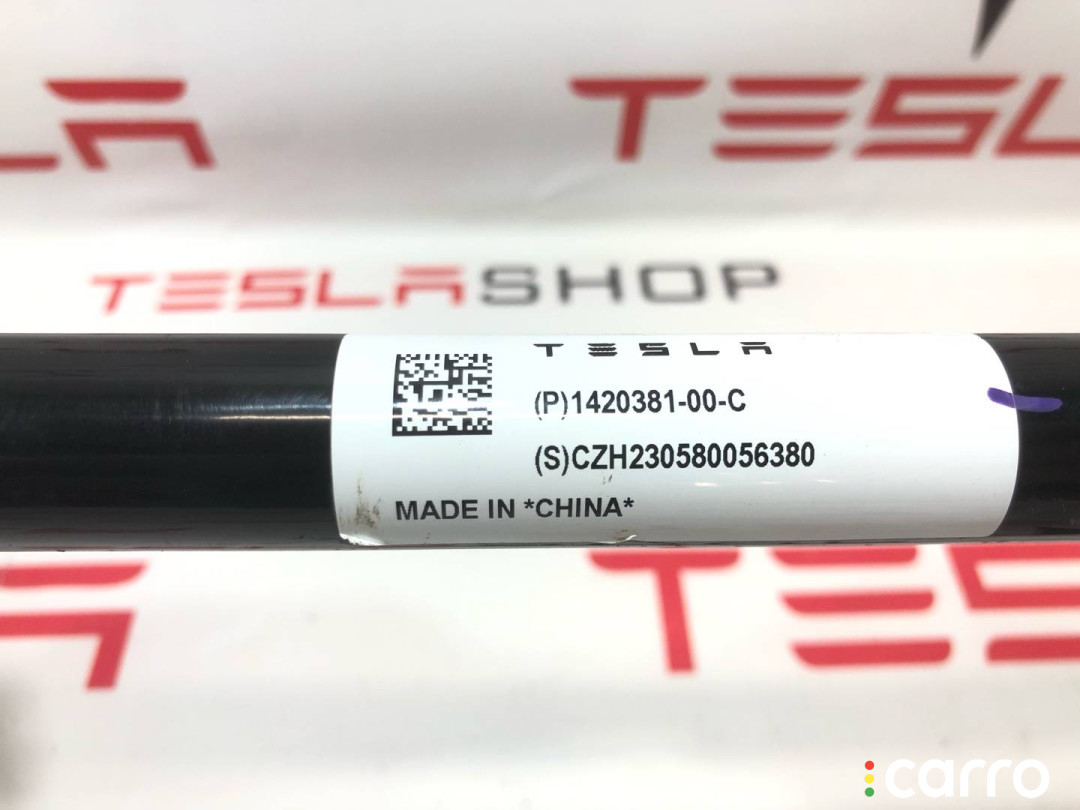 TESLA
TESLASHOP
TESLA
(P)1420381-00-C
(S)CZH230580056380
MADE IN *CHINA*
carro